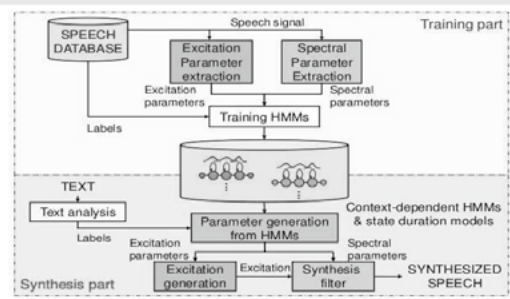 Speech signal
Training part
SPEECH
DATABASE
Excitation
Parameter
extraction
Spectral
Parameter
Extraction
Excitation
parameters
Spectral
parameters
Training HMMs
Labels
TEXT
Text analysis
Labels
Context-dependent HMMs
& state duration models
Parameter generation
from HMMs
Excitation
parameters
Spectral
parameters
Excitation
generation
Excitation
Synthesis
filter
SYNTHESIZED
SPEECH
Synthesis part